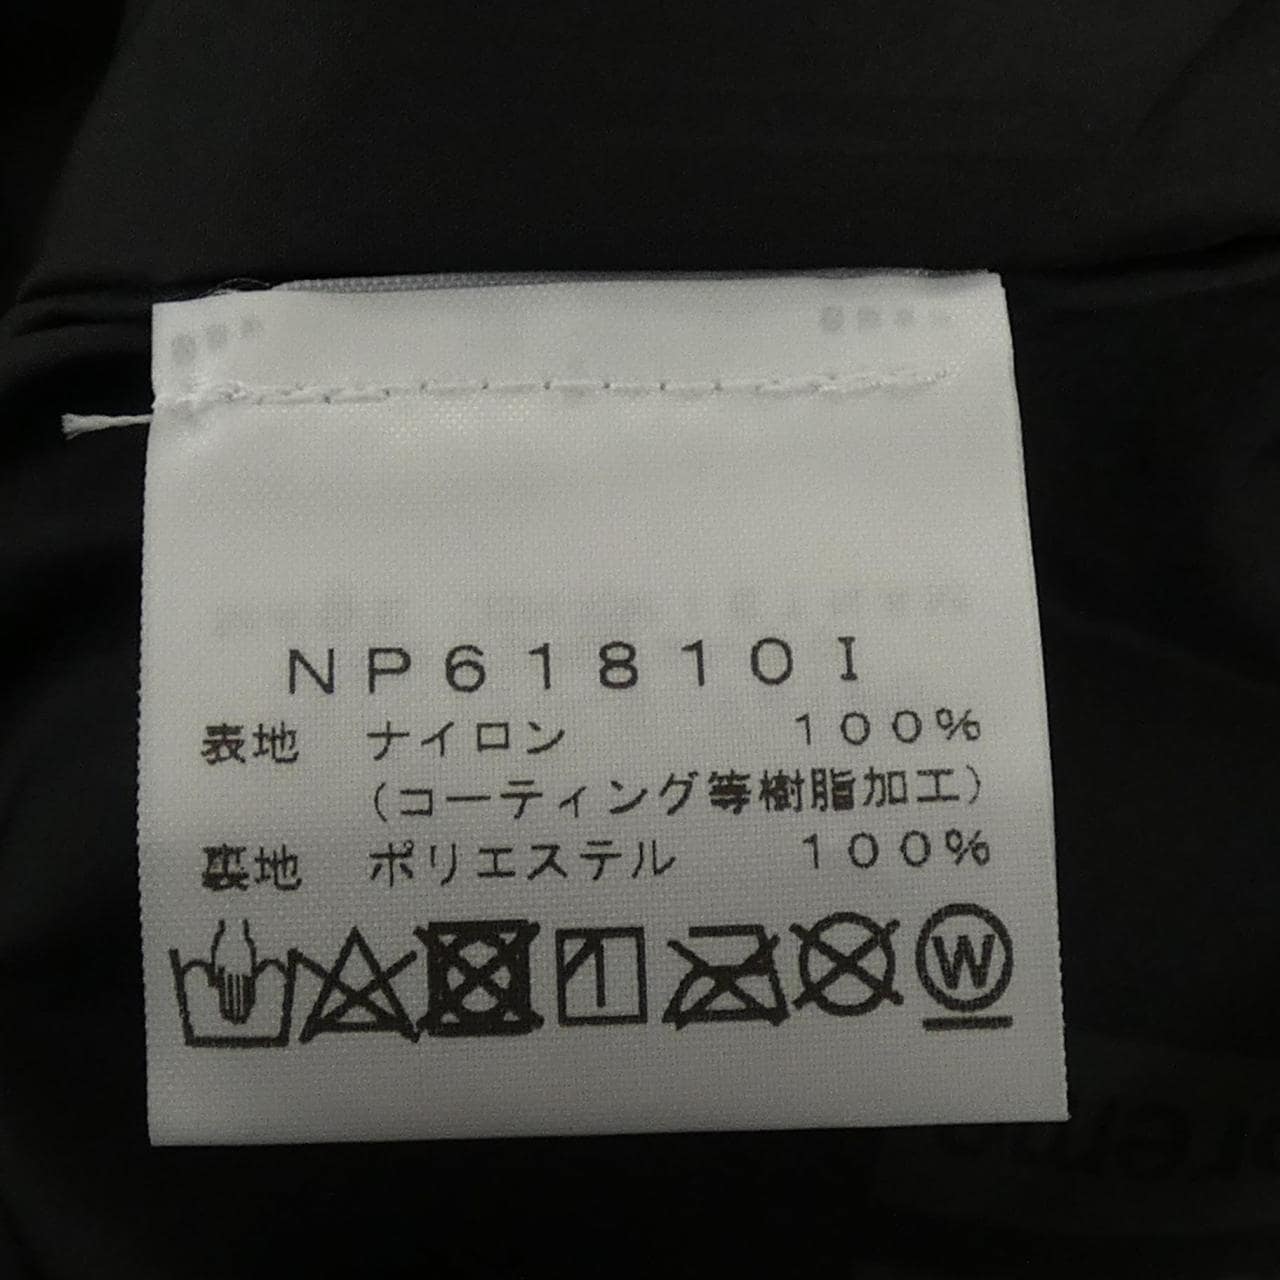 NP61810I
表地 ナイロン 100%
(コーティング等樹脂加工)
裏地 ポリエステル 100%
W